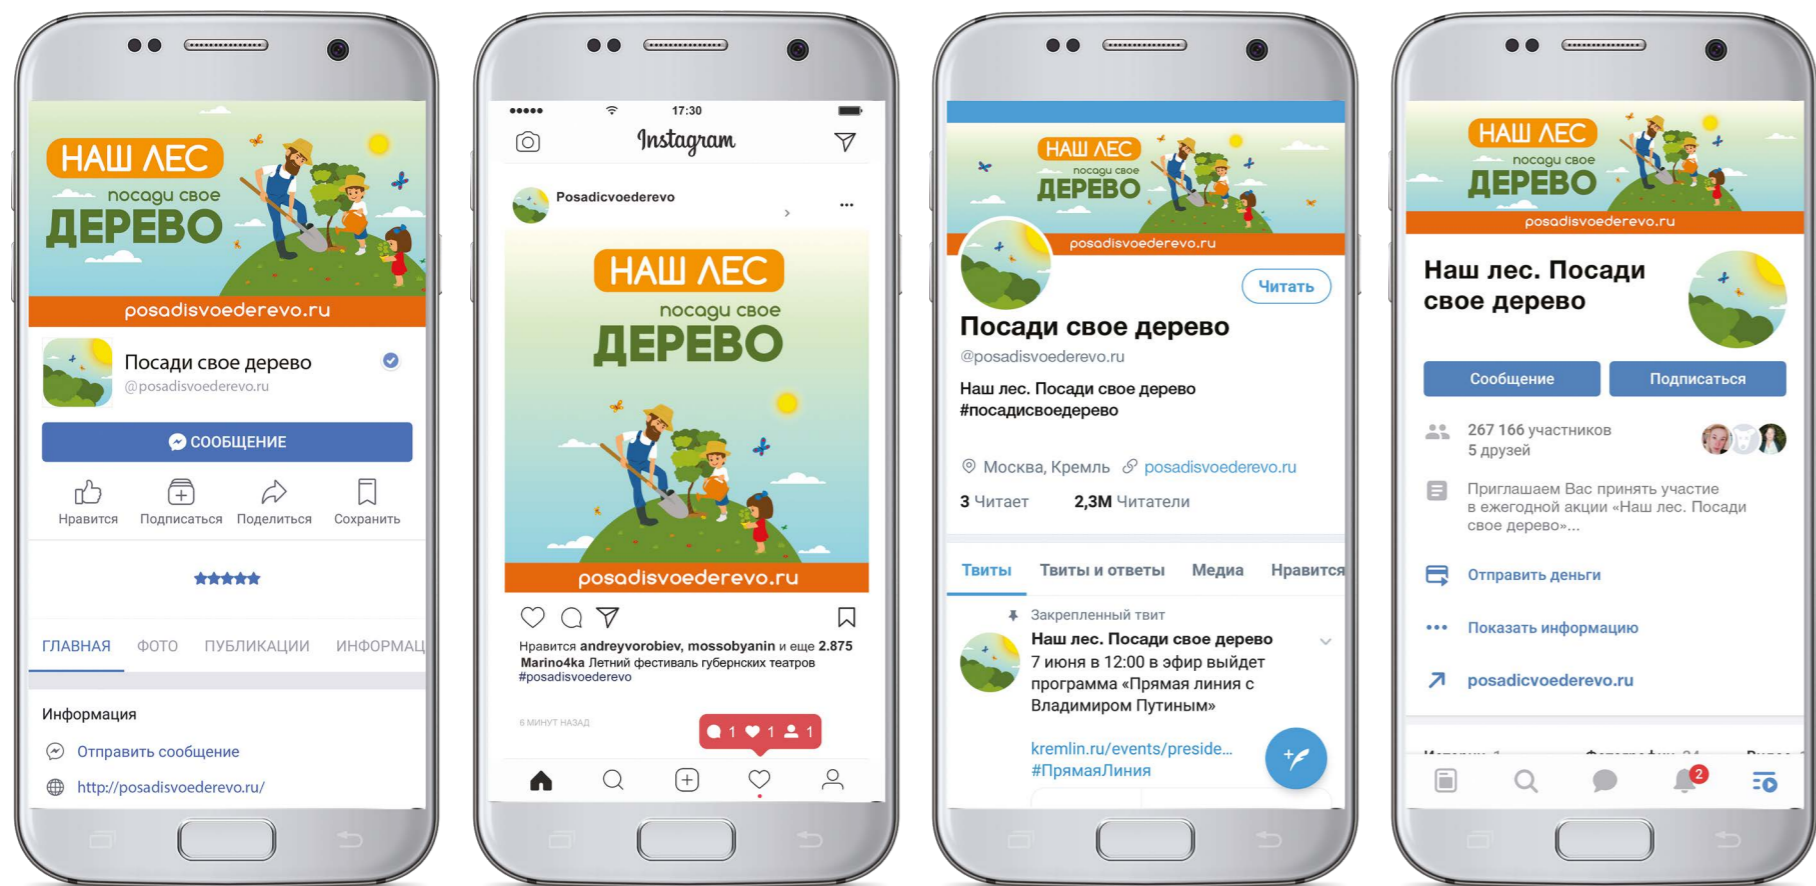 НАШ ЛЕС
посади свое
ДЕРЕВО
posadisvoederevo.ru
Посади свое дерево
@posadisvoederevo.ru
СООБЩЕНИЕ
Нравится Подписаться Поделиться Сохранить
ГЛАВНАЯ ФОТО ПУБЛИКАЦИИ ИНФОРМАЦ
Информация
Отправить сообщение
http://posadisvoederevo.ru/
17:30
Instagram
Posadicvoederevo
НАШ ЛЕС
посади свое
ДЕРЕВО
posadisvoederevo.ru
Нравится andreyvorobiev, mossobyanin и еще 2.875
Marino4ka Летний фестиваль губернских театров
#posadisvoederevo
6 МИНУТ НАЗАД
1 1 1
НАШ ЛЕС
посади свое
ДЕРЕВО
posadisvoederevo.ru
Читать
Посади свое дерево
@posadisvoederevo.ru
Наш лес. Посади свое дерево
#посадисвоедерево
Москва, Кремль posadisvoederevo.ru
3 Читает 2,3М Читатели
Твиты Твиты и ответы Медиа Нравится
Закрепленный твит
Наш лес. Посади свое дерево
7 июня в 12:00 в эфир выйдет
программа «Прямая линия с
Владимиром Путиным»
kremlin.ru/events/preside...
#ПрямаяЛиния
НАШ ЛЕС
посади свое
ДЕРЕВО
posadisvoederevo.ru
Наш лес. Посади
свое дерево
Сообщение Подписаться
267 166 участников
5 друзей
Приглашаем Вас принять участие
в ежегодной акции «Наш лес. Посади
свое дерево»...
Отправить деньги
Показать информацию
posadicvoederevo.ru
2